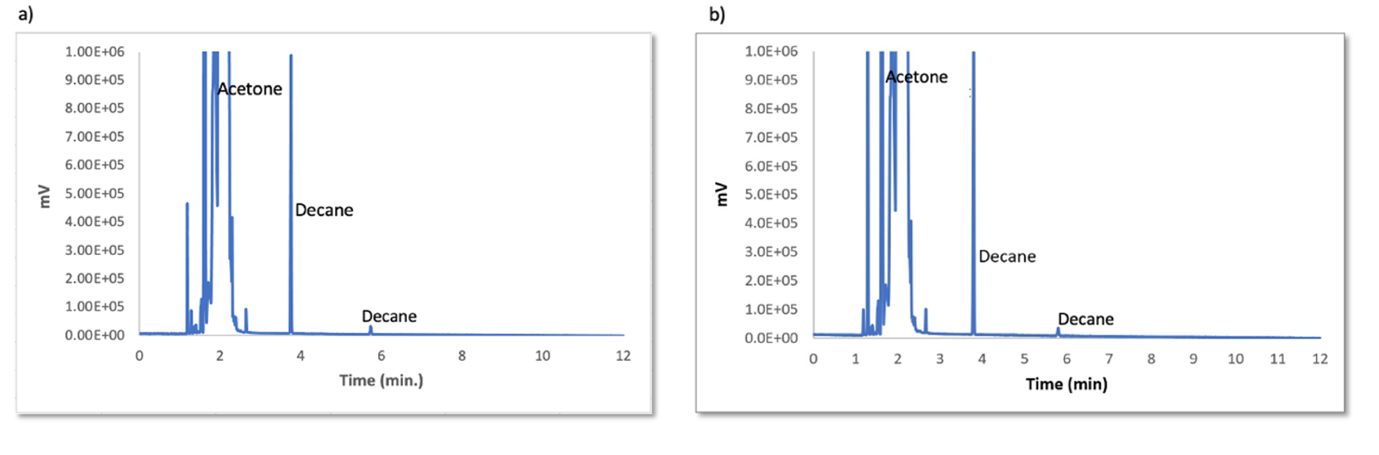 a)
1.00E+06
9.00E+05
8.00E+05
7.00E+05
6.00E+05
5.00E+05
4.00E+05
3.00E+05
2.00E+05
1.00E+05
0.00E+00
mV
Acetone
Decane
Decane
0 2 4 6 8 10 12
Time (min.)
b)
1.0E+06
9.0E+05
8.0E+05
7.0E+05
6.0E+05
5.0E+05
4.0E+05
3.0E+05
2.0E+05
1.0E+05
0.0E+00
mV
Acetone
Decane
Decane
0 1 2 3 4 5 6 7 8 9 10 11 12
Time (min)